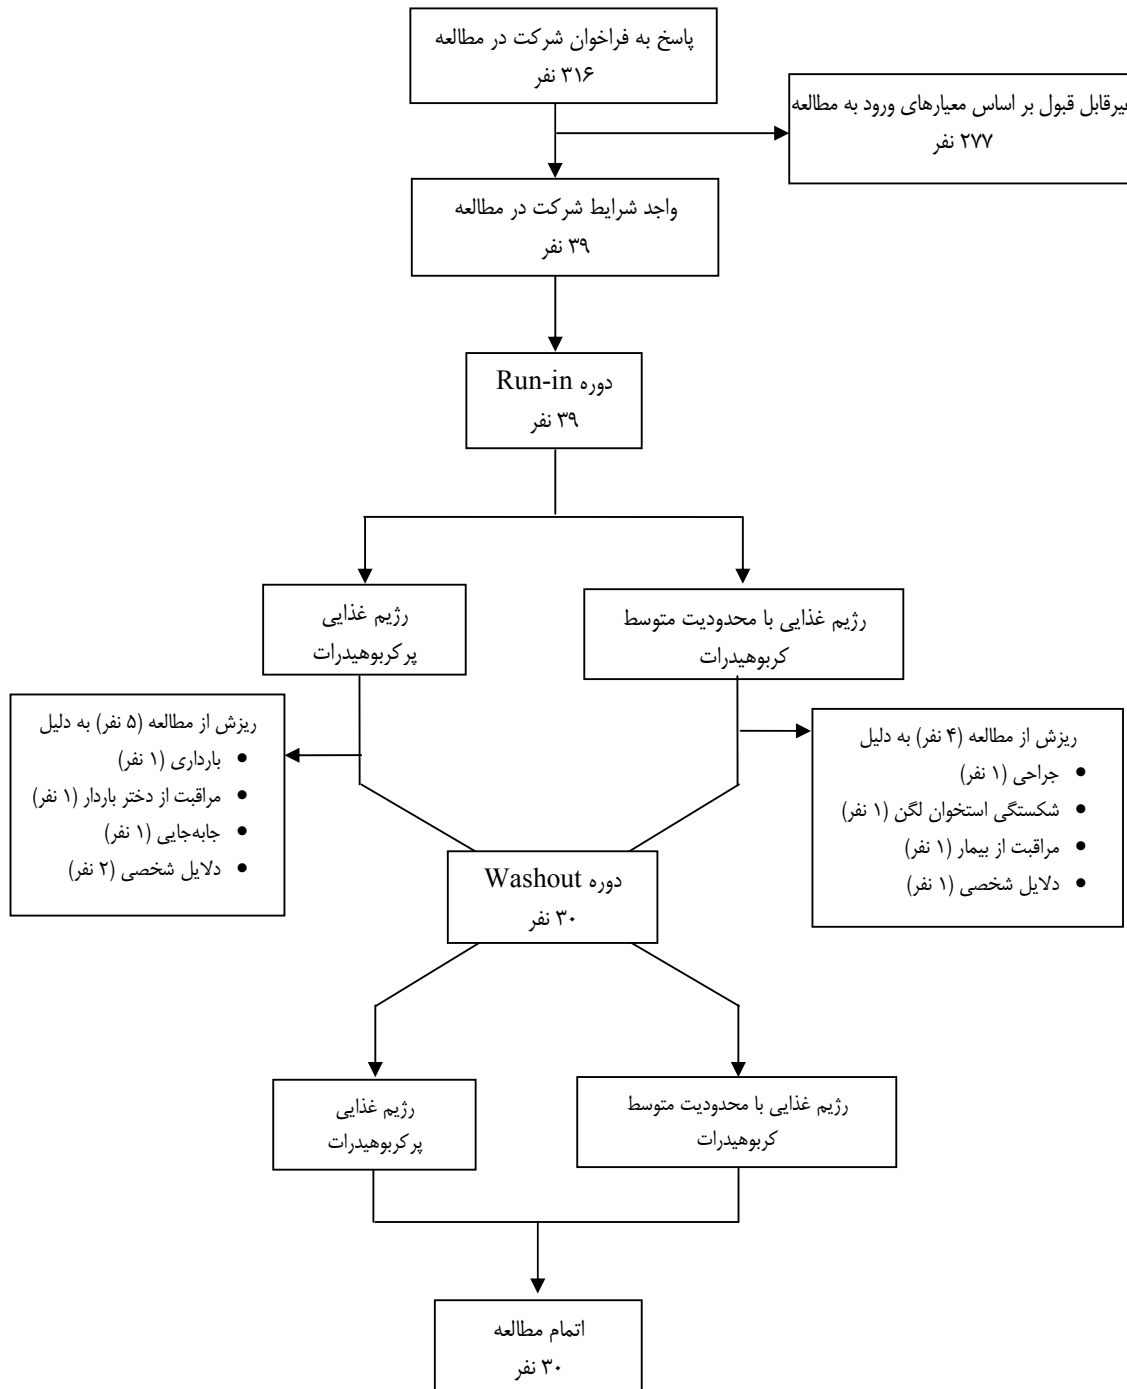 پاسخ به فراخوان شرکت در مطالعه
۳۱۶ نفر
غیرقابل قبول بر اساس معیارهای ورود به مطالعه
۲۷۷ نفر
واجد شرایط شرکت در مطالعه
۳۹ نفر
دوره Run-in
۳۹ نفر
رژیم غذایی با محدودیت متوسط
کربوهیدرات
رژیم غذایی
پرکربوهیدرات
ریزش از مطالعه (۴ نفر) به دلیل
• جراحی (۱ نفر)
• شکستگی استخوان لگن (۱ نفر)
• مراقبت از بیمار (۱ نفر)
• دلایل شخصی (۱ نفر)
ریزش از مطالعه (۵ نفر) به دلیل
• بارداری (۱ نفر)
• مراقبت از دختر باردار (۱ نفر)
• جابه‌جایی (۱ نفر)
• دلایل شخصی (۲ نفر)
دوره Washout
۳۰ نفر
رژیم غذایی با محدودیت متوسط
کربوهیدرات
رژیم غذایی
پرکربوهیدرات
اتمام مطالعه
۳۰ نفر